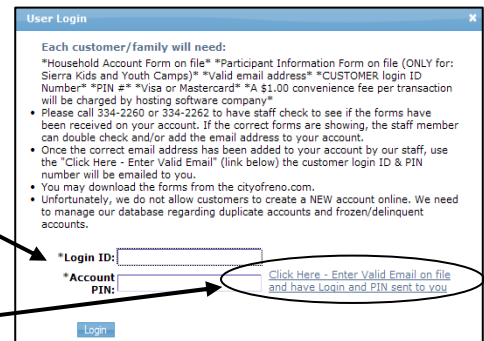 User Login x
Each customer/family will need:
*Household Account Form on file* *Participant Information Form on file (ONLY for:
Sierra Kids and Youth Camps)* *Valid email address* *CUSTOMER login ID
Number* *PIN #* *Visa or Mastercard* *A $1.00 convenience fee per transaction
will be charged by hosting software company*
• Please call 334-2260 or 334-2262 to have staff check to see if the forms have
been received on your account. If the correct forms are showing, the staff member
can double check and/or add the email address to your account.
• Once the correct email address has been added to your account by our staff, use
the "Click Here - Enter Valid Email" (link below) the customer login ID & PIN
number will be emailed to you.
• You may download the forms from the cityofreno.com.
• Unfortunately, we do not allow customers to create a NEW account online. We need
to manage our database regarding duplicate accounts and frozen/delinquent
accounts.
*Login ID:
*Account Click Here - Enter Valid Email on file
PIN: and have Login and PIN sent to you
Login